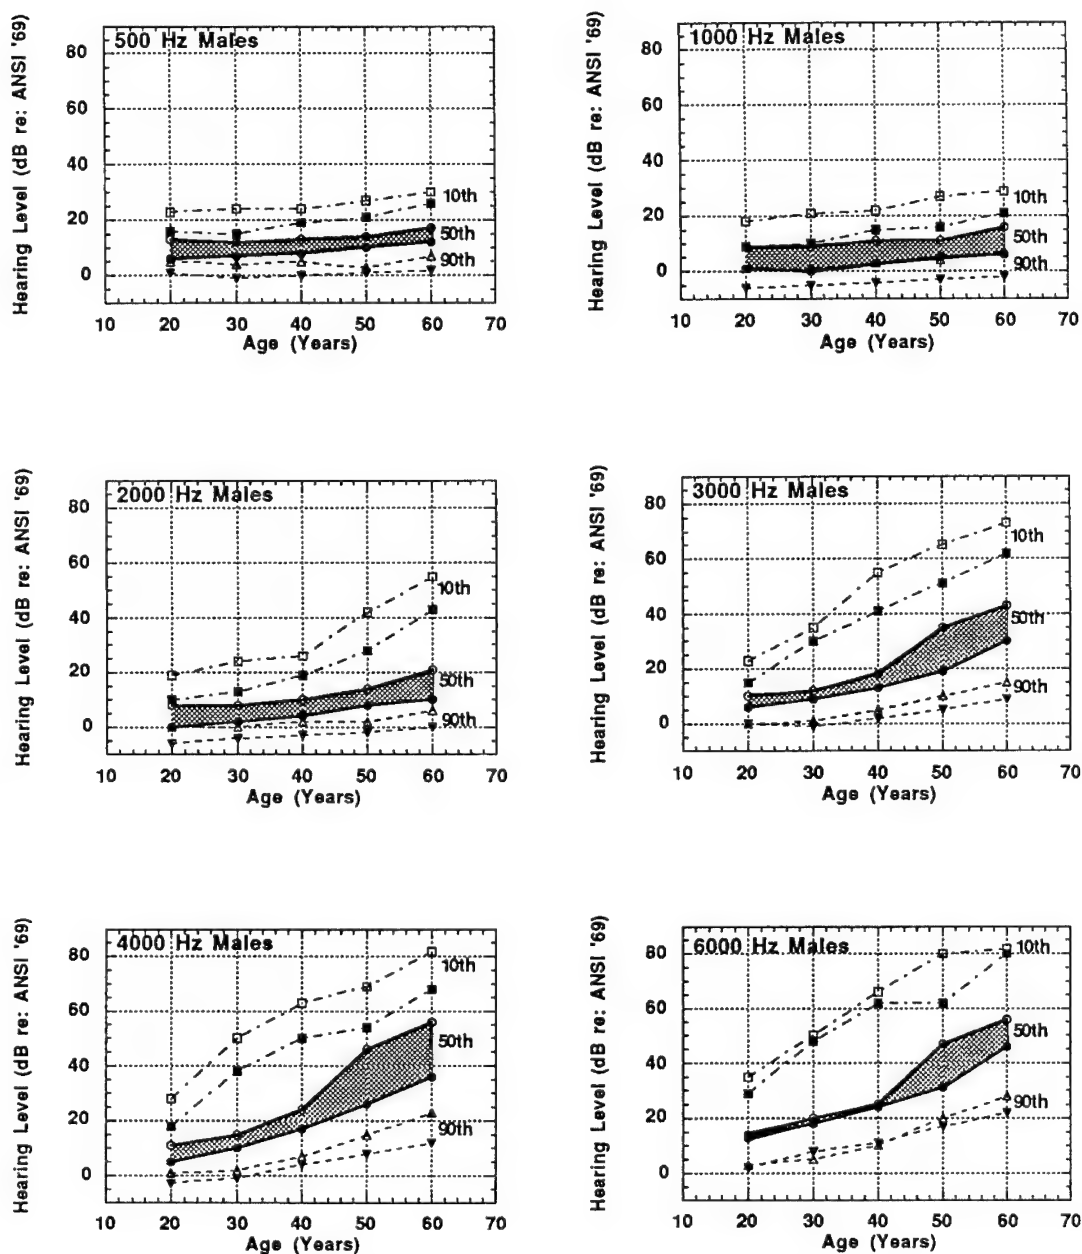 500 Hz Males
Hearing Level (dB re: ANSI '69)
80
60
40
20
0
10th
50th
90th
10 20 30 40 50 60 70
Age (Years)
1000 Hz Males
Hearing Level (dB re: ANSI '69)
80
60
40
20
0
10th
50th
90th
10 20 30 40 50 60 70
Age (Years)
2000 Hz Males
Hearing Level (dB re: ANSI '69)
80
60
40
20
0
10th
50th
90th
10 20 30 40 50 60 70
Age (Years)
3000 Hz Males
Hearing Level (dB re: ANSI '69)
80
60
40
20
0
10th
50th
90th
10 20 30 40 50 60 70
Age (Years)
4000 Hz Males
Hearing Level (dB re: ANSI '69)
80
60
40
20
0
10th
50th
90th
10 20 30 40 50 60 70
Age (Years)
6000 Hz Males
Hearing Level (dB re: ANSI '69)
80
60
40
20
0
10th
50th
90th
10 20 30 40 50 60 70
Age (Years)